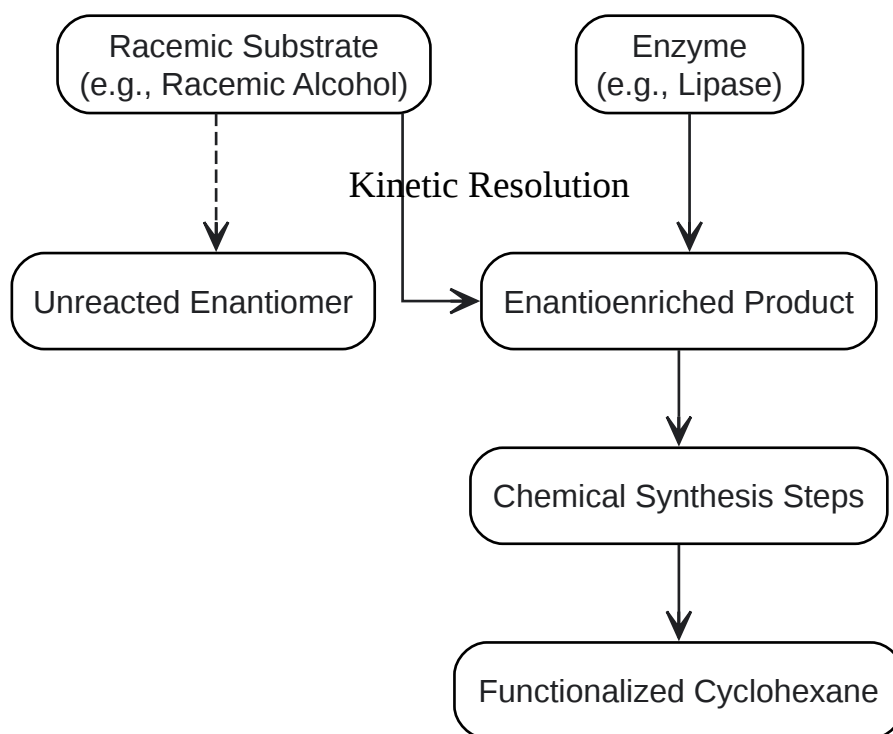 Racemic Substrate
(e.g., Racemic Alcohol)
Enzyme
(e.g., Lipase)
Kinetic Resolution
Unreacted Enantiomer
Enantioenriched Product
Chemical Synthesis Steps
Functionalized Cyclohexane